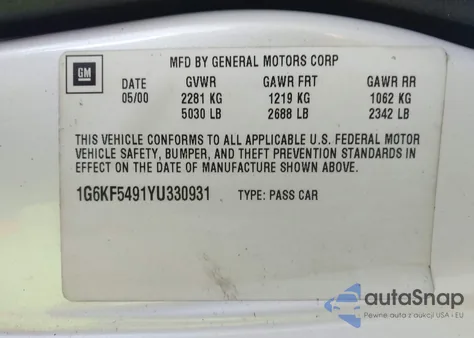 GM
MFD BY GENERAL MOTORS CORP
DATE GVWR GAWR FRT GAWR RR
05/00 2281 KG 1219 KG 1062 KG
5030 LB 2688 LB 2342 LB
THIS VEHICLE CONFORMS TO ALL APPLICABLE U.S. FEDERAL MOTOR
VEHICLE SAFETY, BUMPER, AND THEFT PREVENTION STANDARDS IN
EFFECT ON THE DATE OF MANUFACTURE SHOWN ABOVE.
1G6KF5491YU330931 TYPE: PASS CAR
autoSnap
Pewne auto z aukcji USA - EU